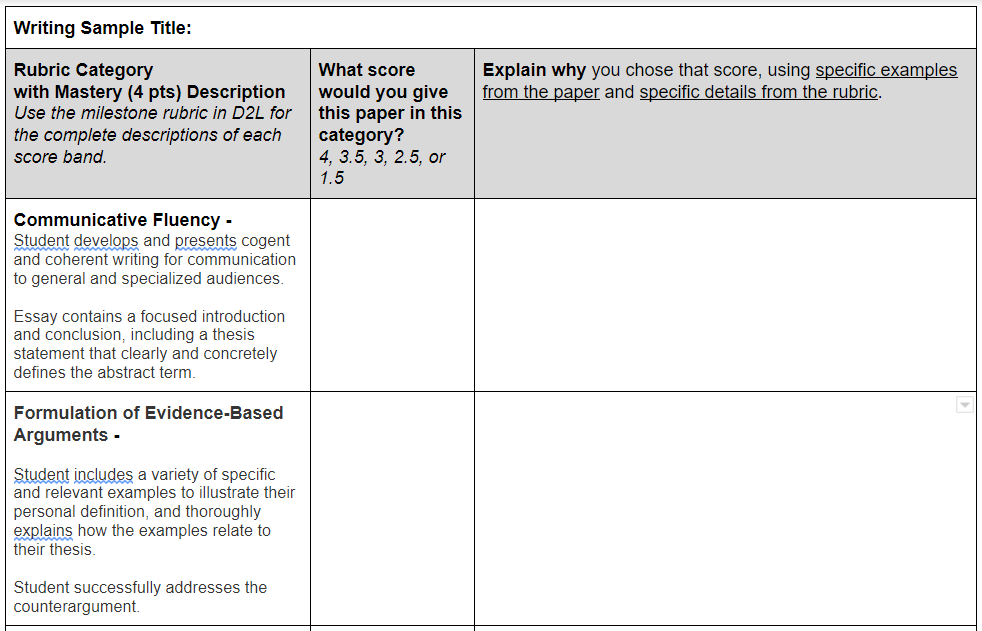 Writing Sample Title:
Rubric Category
with Mastery (4 pts) Description
Use the milestone rubric in D2L for
the complete descriptions of each
score band.
What score
would you give
this paper in this
category?
4, 3.5, 3, 2.5, or
1.5
Explain why you chose that score, using specific examples
from the paper and specific details from the rubric.
Communicative Fluency -
Student develops and presents cogent
and coherent writing for communication
to general and specialized audiences.
Essay contains a focused introduction
and conclusion, including a thesis
statement that clearly and concretely
defines the abstract term.
Formulation of Evidence-Based
Arguments -
Student includes a variety of specific
and relevant examples to illustrate their
personal definition, and thoroughly
explains how the examples relate to
their thesis.
Student successfully addresses the
counterargument.